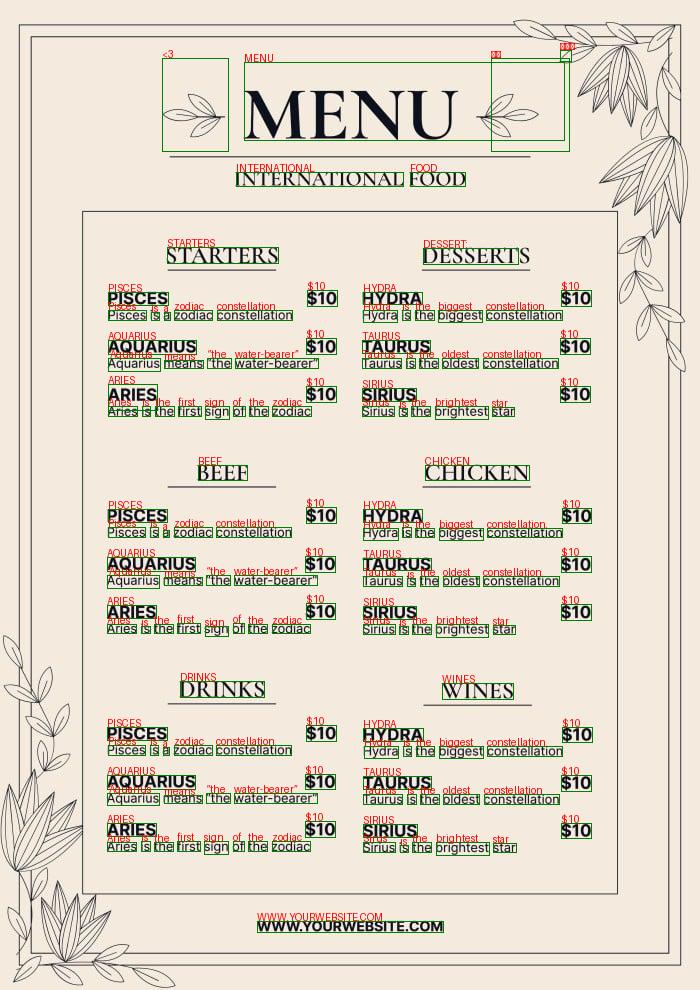 MENU
INTERNATIONAL FOOD
STARTERS
PISCES $10
Pisces is a zodiac constellation
AQUARIUS $10
Aquarius means "the water-bearer"
ARIES $10
Aries is the first sign of the zodiac
DESSERTS
HYDRA $10
Hydra is the biggest constellation
TAURUS $10
Taurus is the oldest constellation
SIRIUS $10
Sirius is the brightest star
BEEF
PISCES $10
Pisces is a zodiac constellation
AQUARIUS $10
Aquarius means "the water-bearer"
ARIES $10
Aries is the first sign of the zodiac
CHICKEN
HYDRA $10
Hydra is the biggest constellation
TAURUS $10
Taurus is the oldest constellation
SIRIUS $10
Sirius is the brightest star
DRINKS
PISCES $10
Pisces is a zodiac constellation
AQUARIUS $10
Aquarius means "the water-bearer"
ARIES $10
Aries is the first sign of the zodiac
WINES
HYDRA $10
Hydra is the biggest constellation
TAURUS $10
Taurus is the oldest constellation
SIRIUS $10
Sirius is the brightest star
WWW.YOURWEBSITE.COM